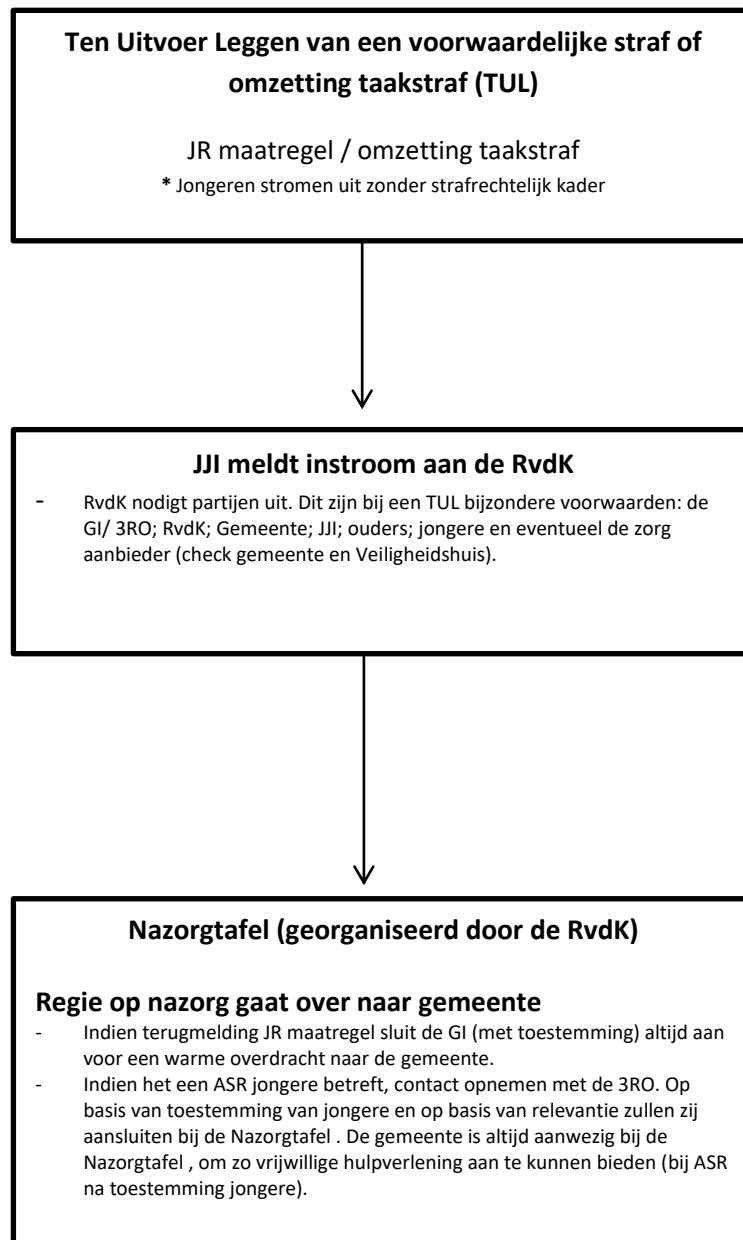 Ten Uitvoer Leggen van een voorwaardelijke straf of
omzetting taakstraf (TUL)
JR maatregel / omzetting taakstraf
* Jongeren stromen uit zonder strafrechtelijk kader
JJI meldt instroom aan de RvdK
- RvdK nodigt partijen uit. Dit zijn bij een TUL bijzondere voorwaarden: de
GI/ 3RO; RvdK; Gemeente; JJI; ouders; jongere en eventueel de zorg
aanbieder (check gemeente en Veiligheidshuis).
Nazorgtafel (georganiseerd door de RvdK)
Regie op nazorg gaat over naar gemeente
- Indien terugmelding JR maatregel sluit de GI (met toestemming) altijd aan
voor een warme overdracht naar de gemeente.
- Indien het een ASR jongere betreft, contact opnemen met de 3RO. Op
basis van toestemming van jongere en op basis van relevantie zullen zij
aansluiten bij de Nazorgtafel . De gemeente is altijd aanwezig bij de
Nazorgtafel , om zo vrijwillige hulpverlening aan te kunnen bieden (bij ASR
na toestemming jongere).